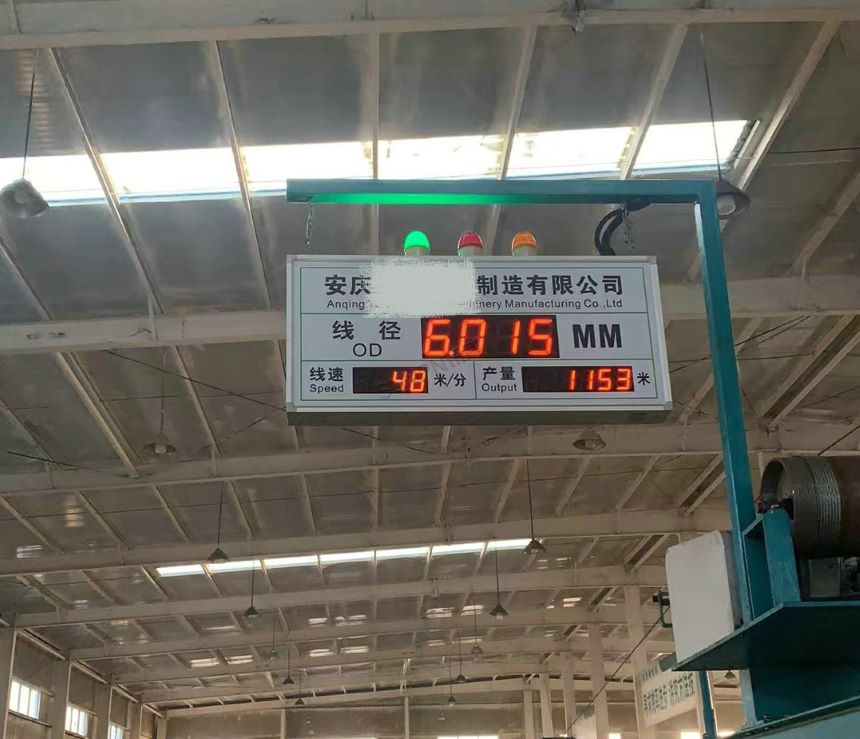 安庆 制造有限公司
Anqing Manufacturing Co.,Ltd
线 径 6.015 MM
OD
线速 48 米/分 产量 1153 米
Speed Output